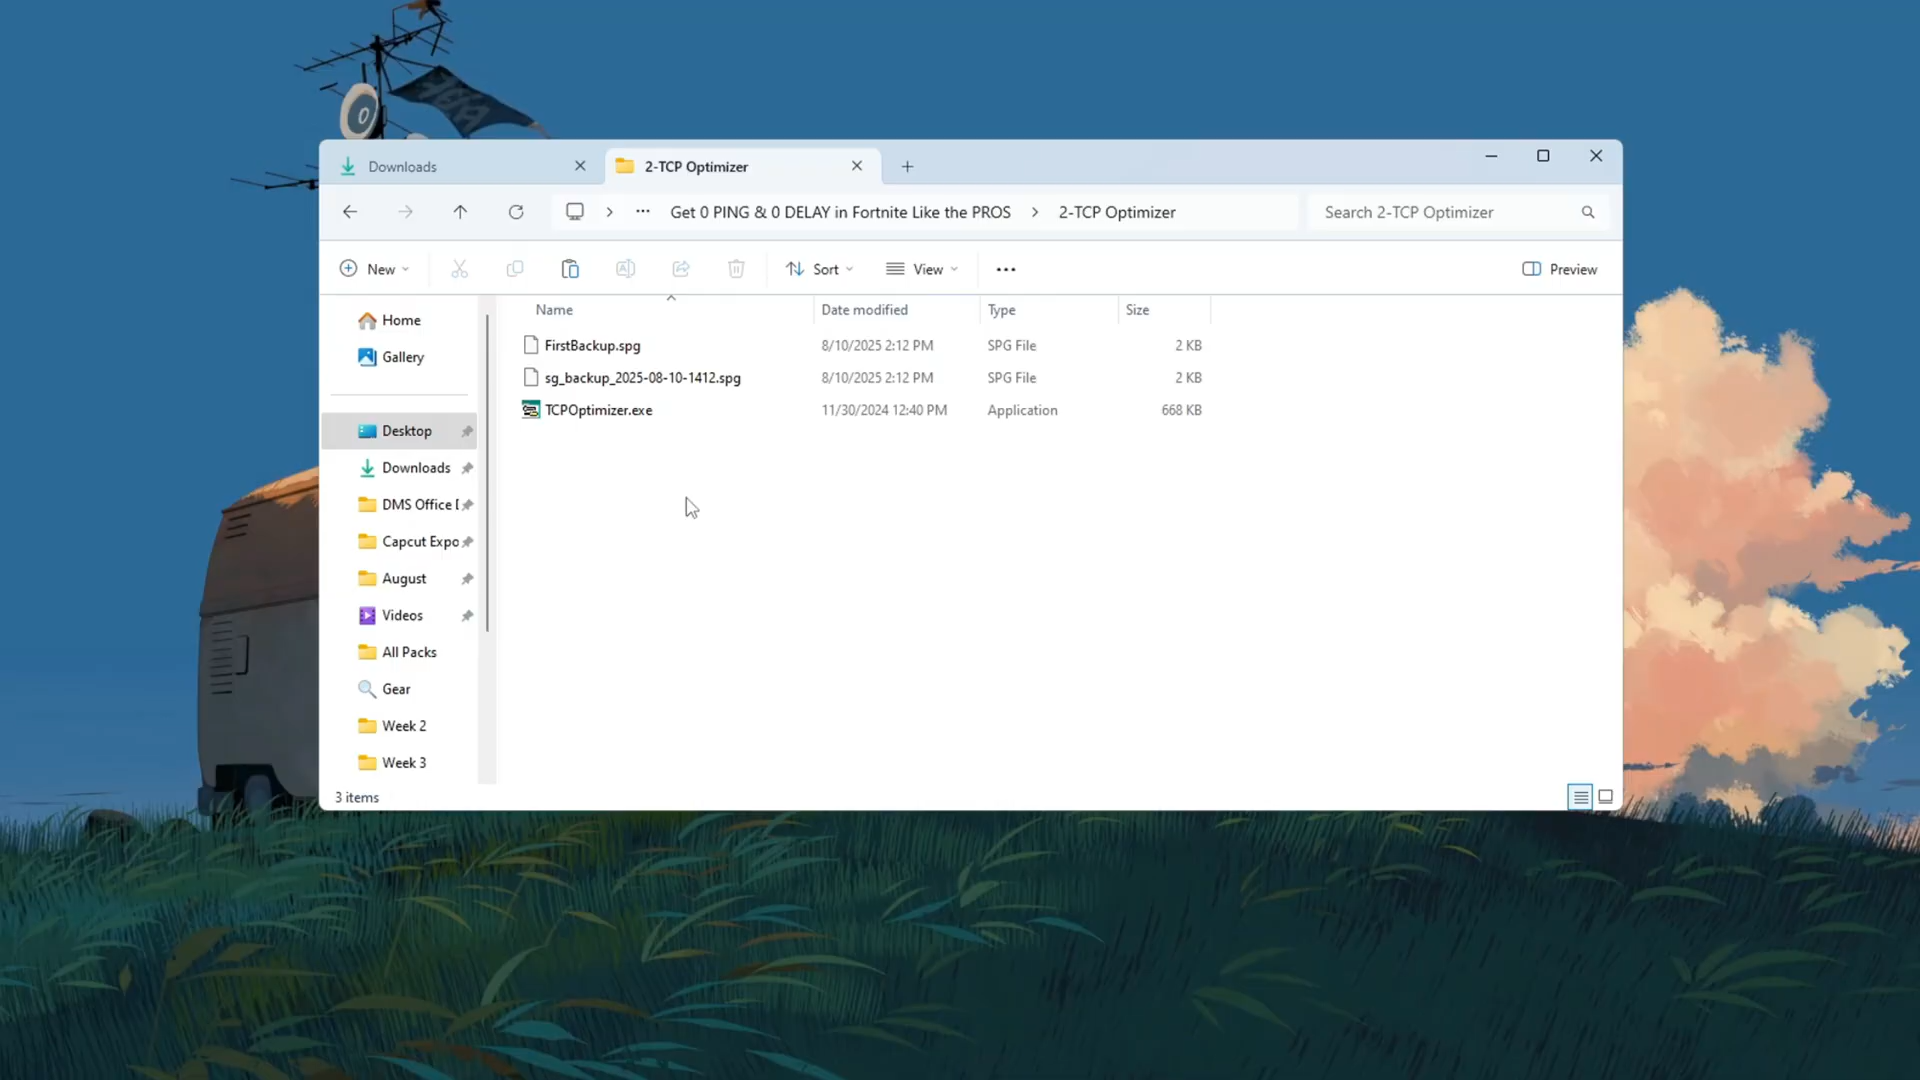 Downloads
2-TCP Optimizer
Get 0 PING & 0 DELAY in Fortnite Like the PROS > 2-TCP Optimizer
Search 2-TCP Optimizer
New
Sort
View
Preview
Name Date modified Type Size
FirstBackup.spg 8/10/2025 2:12 PM SPG File 2 KB
sg_backup_2025-08-10-1412.spg 8/10/2025 2:12 PM SPG File 2 KB
TCPOptimizer.exe 11/30/2024 12:40 PM Application 668 KB
Home
Gallery
Desktop
Downloads
DMS Office
Capcut Expo
August
Videos
All Packs
Gear
Week 2
Week 3
3 items